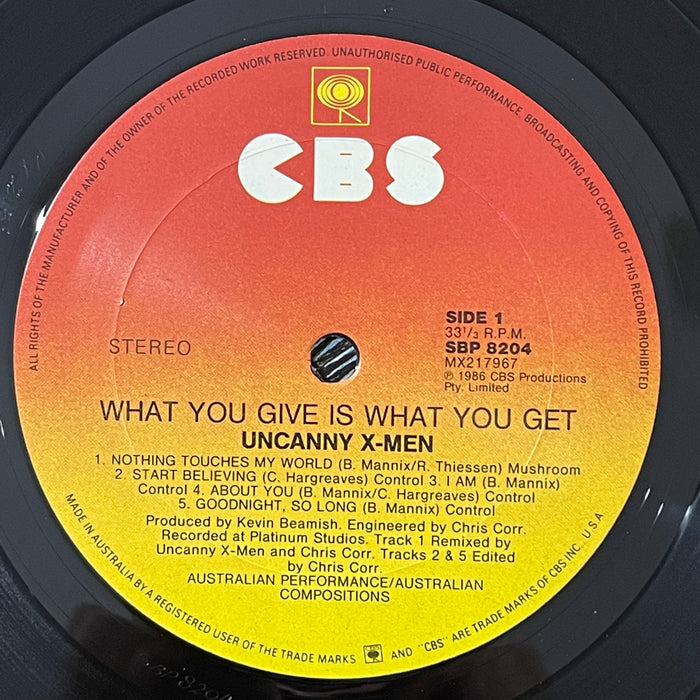 ALL RIGHTS OF THE MANUFACTURER AND OF THE OWNER OF THE RECORDED WORK RESERVED. UNAUTHORISED PUBLIC PERFORMANCE, BROADCASTING AND COPYING OF THIS RECORD PROHIBITED
CBS
SIDE 1
33 1/3 R.P.M.
STEREO
SBP 8204
MX217967
℗ 1986 CBS Productions
Pty. Limited
WHAT YOU GIVE IS WHAT YOU GET
UNCANNY X-MEN
1. NOTHING TOUCHES MY WORLD (B. Mannix/R. Thiessen) Mushroom
2. START BELIEVING (C. Hargreaves) Control 3. I AM (B. Mannix)
Control 4. ABOUT YOU (B. Mannix/C. Hargreaves) Control
5. GOODNIGHT, SO LONG (B. Mannix) Control
Produced by Kevin Beamish. Engineered by Chris Corr.
Recorded at Platinum Studios. Track 1 Remixed by
Uncanny X-Men and Chris Corr. Tracks 2 & 5 Edited
by Chris Corr.
AUSTRALIAN PERFORMANCE/AUSTRALIAN
COMPOSITIONS
MADE IN AUSTRALIA BY A REGISTERED USER OF THE TRADE MARKS AND "CBS" ARE TRADE MARKS OF CBS INC. U.S.A